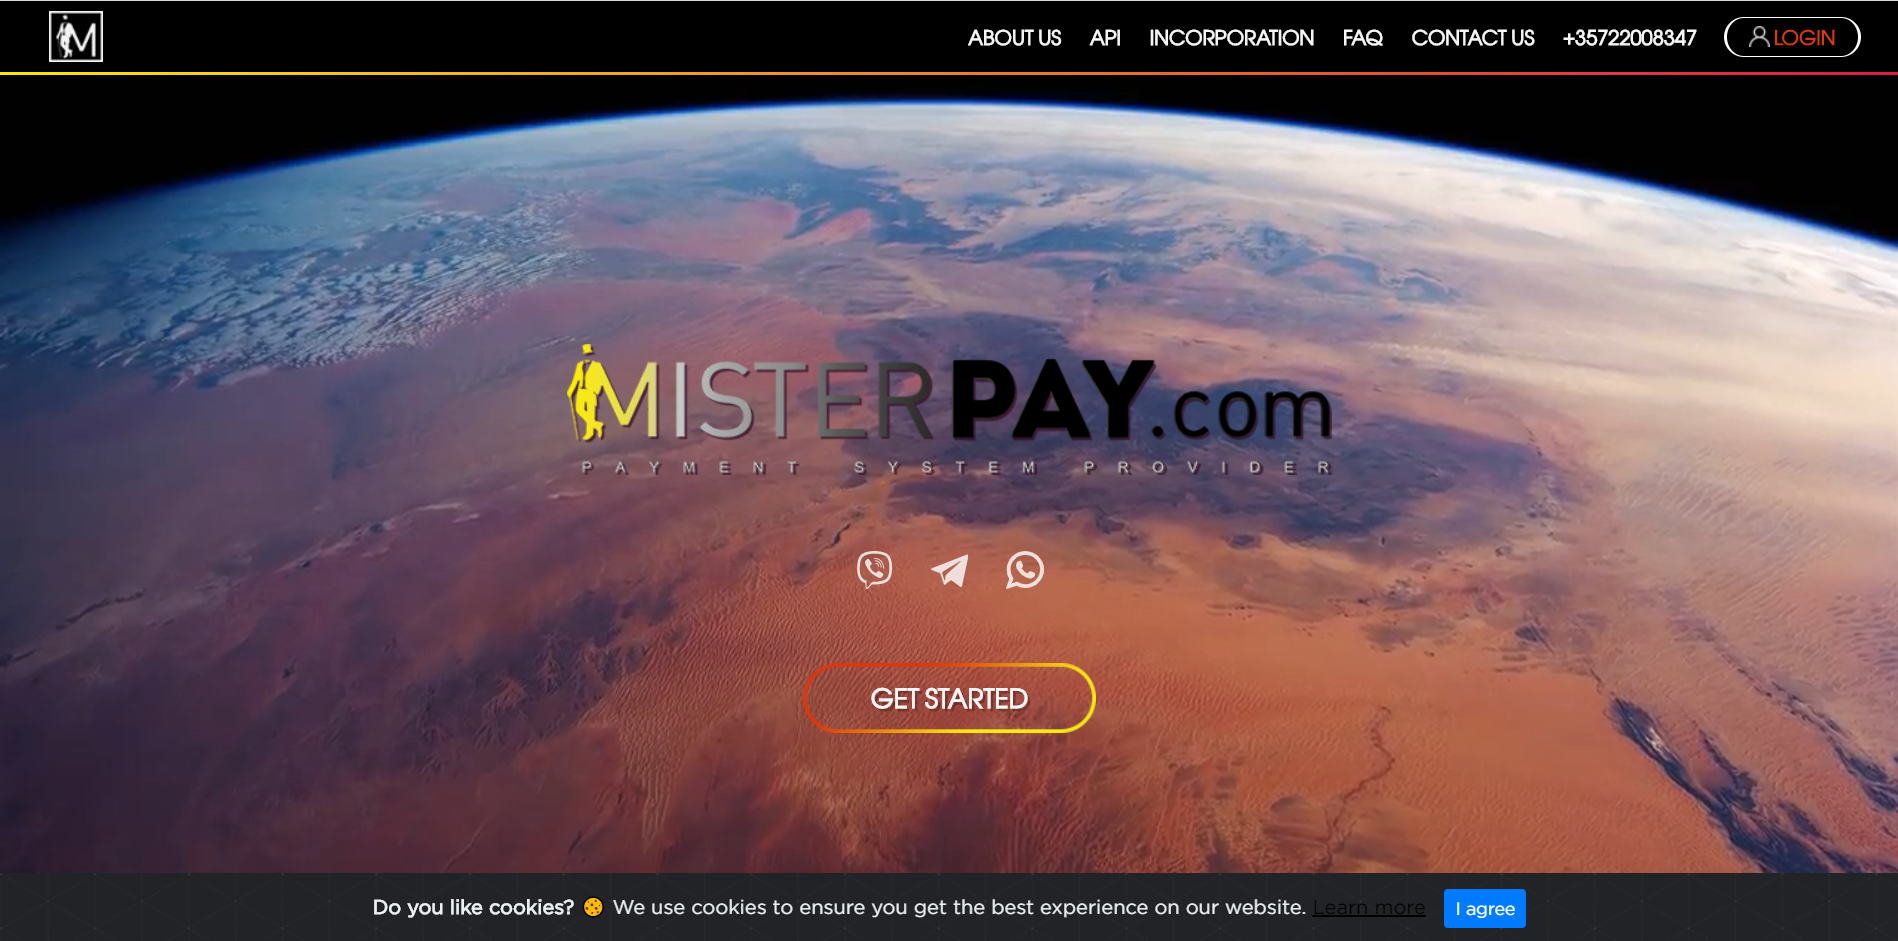 M
ABOUT US API INCORPORATION FAQ CONTACT US +35722008347 LOGIN
MISTERPAY.com
PAYMENT SYSTEM PROVIDER
GET STARTED
Do you like cookies? 🍪 We use cookies to ensure you get the best experience on our website. Learn more I agree